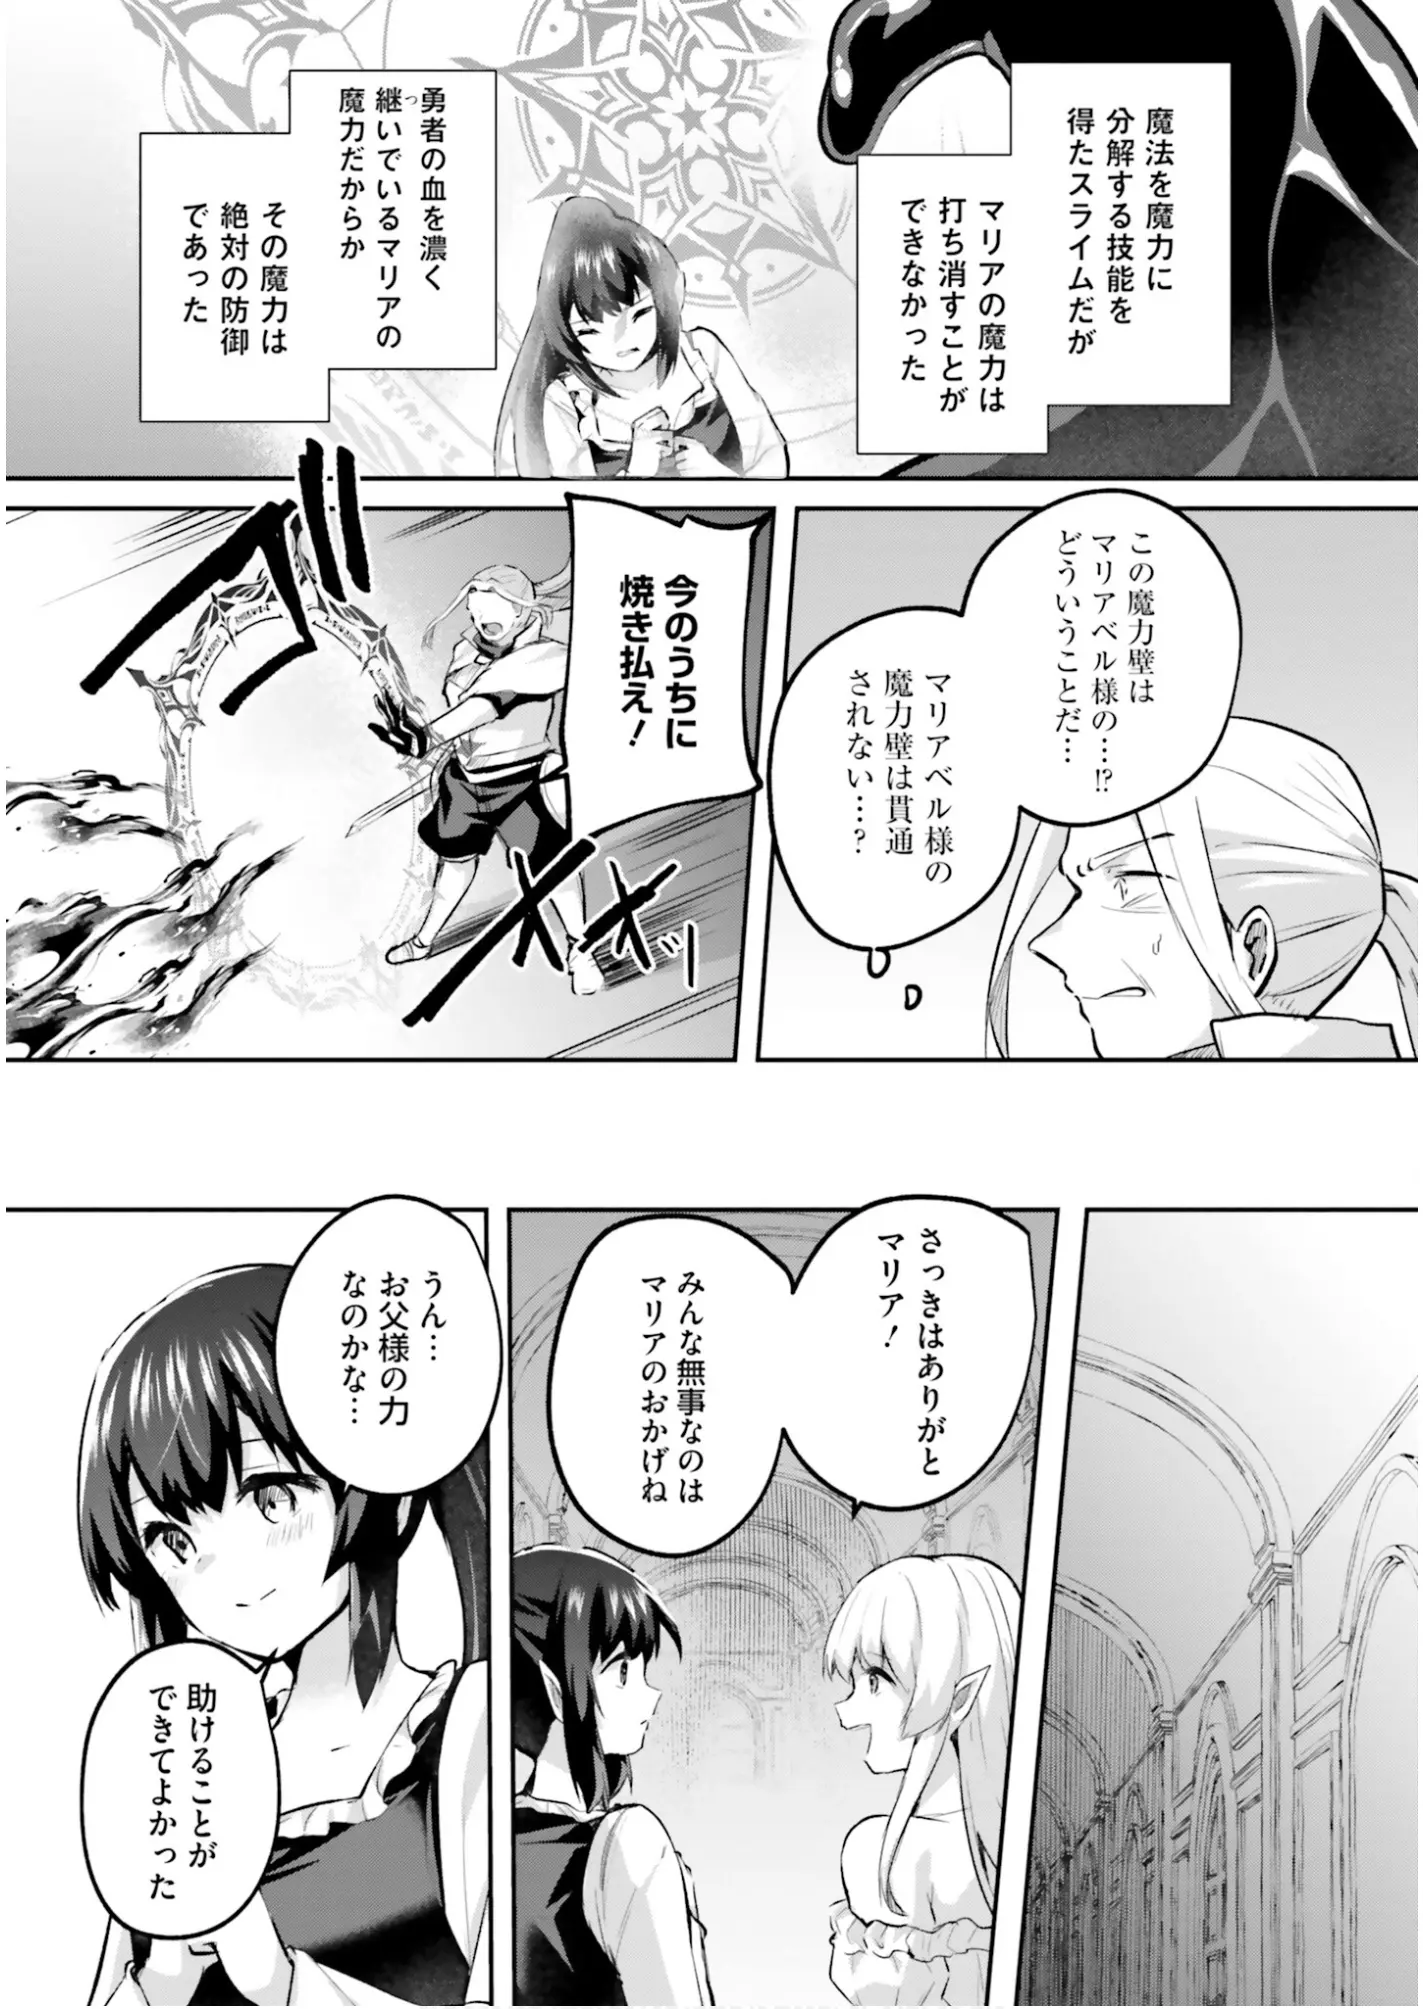 魔法を魔力に
分解する技能を
得たスライムだが
マリアの魔力は
打ち消すことが
できなかった
勇者の血を濃く
継いでいるマリアの
魔力だからか
つ
その魔力は
絶対の防御
であった
この魔力壁は
マリアベル様の…!?
どういうことだ…
マリアベル様の
魔力壁は貫通
されない…?
今のうちに
焼き払え!
ゴゴ
メメッ
さっきはありがと
マリア!
みんな無事なのは
マリアのおかげね
うん…
お父様の力
なのかな…
助けることが
できてよかった